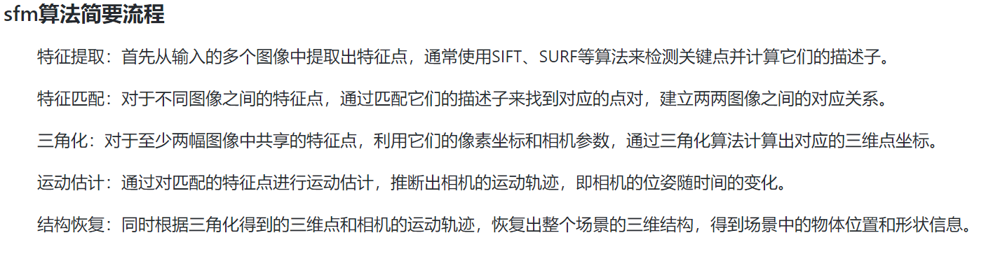 sfm算法简要流程
特征提取：首先从输入的多个图像中提取出特征点，通常使用SIFT、SURF等算法来检测关键点并计算它们的描述子。
特征匹配：对于不同图像之间的特征点，通过匹配它们的描述子来找到对应的点对，建立两两图像之间的对应关系。
三角化：对于至少两幅图像中共享的特征点，利用它们的像素坐标和相机参数，通过三角化算法计算出对应的三维点坐标。
运动估计：通过对匹配的特征点进行运动估计，推断出相机的运动轨迹，即相机的位姿随时间的变化。
结构恢复：同时根据三角化得到的三维点和相机的运动轨迹，恢复出整个场景的三维结构，得到场景中的物体位置和形状信息。